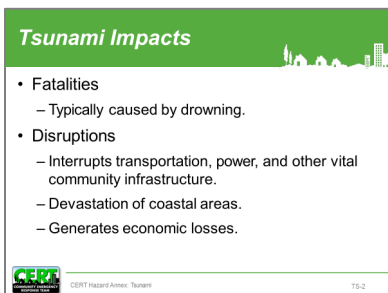 Tsunami Impacts
• Fatalities
– Typically caused by drowning.
• Disruptions
– Interrupts transportation, power, and other vital
community infrastructure.
– Devastation of coastal areas.
– Generates economic losses.
CERT
COMMUNITY EMERGENCY
RESPONSE TEAM
CERT Hazard Annex: Tsunami
TS-2